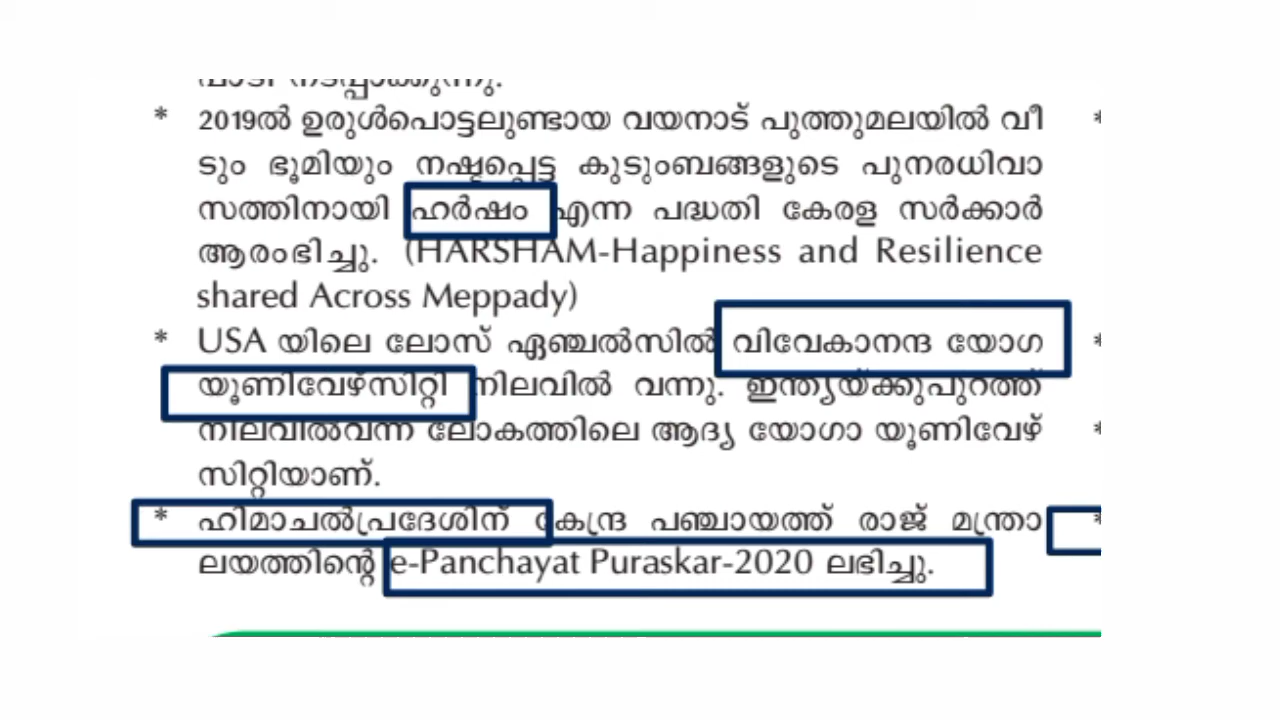 * 2019ൽ ഉരുൾപൊട്ടലുണ്ടായ വയനാട് പുത്തുമലയിൽ വീ
ടും ഭൂമിയും നഷ്ടപ്പെട്ട കുടുംബങ്ങളുടെ പുനരധിവാ
സത്തിനായി ഹർഷം എന്ന പദ്ധതി കേരള സർക്കാർ
ആരംഭിച്ചു. (HARSHAM-Happiness and Resilience
shared Across Meppady)
* USA യിലെ ലോസ് ഏഞ്ചൽസിൽ വിവേകാനന്ദ യോഗ
യൂണിവേഴ്സിറ്റി നിലവിൽ വന്നു. ഇന്ത്യയ്ക്കുപുറത്ത്
നിലവിൽവന്ന ലോകത്തിലെ ആദ്യ യോഗാ യൂണിവേഴ്
സിറ്റിയാണ്.
* ഹിമാചൽപ്രദേശിന് കേന്ദ്ര പഞ്ചായത്ത് രാജ് മന്ത്രാ
ലയത്തിന്റെ e-Panchayat Puraskar-2020 ലഭിച്ചു.